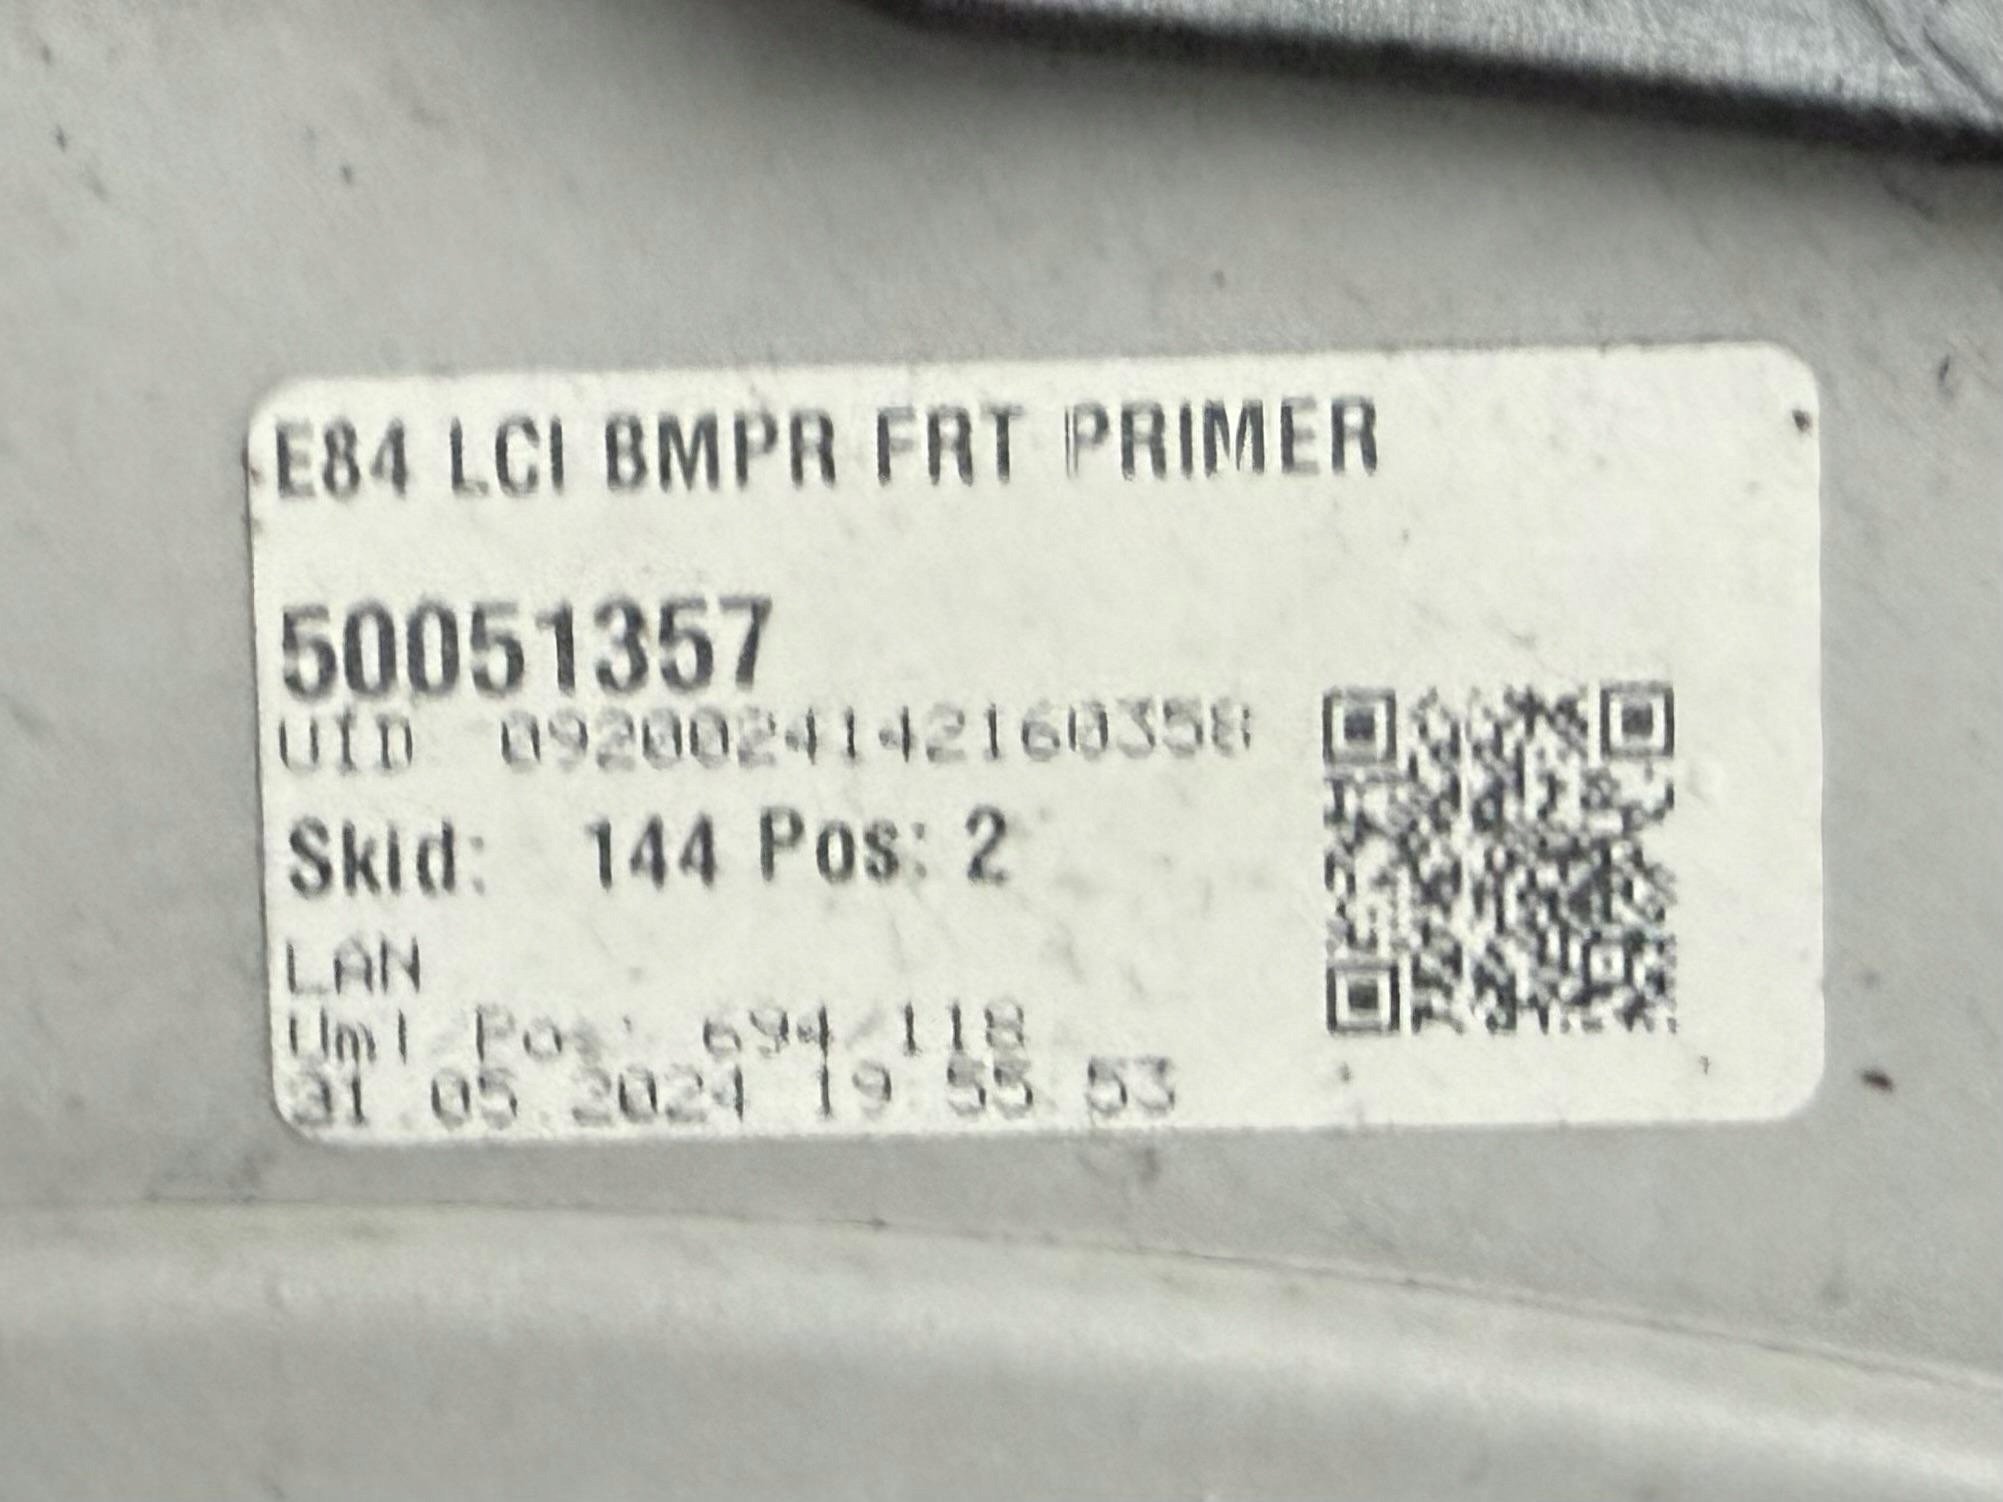 E84 LCI BMPR FRT PRIMER
50051357
UID 0920024142160358
Skid: 144 Pos: 2
LAN
Uml Pos: 694/118
31.05.2024 19:55:53